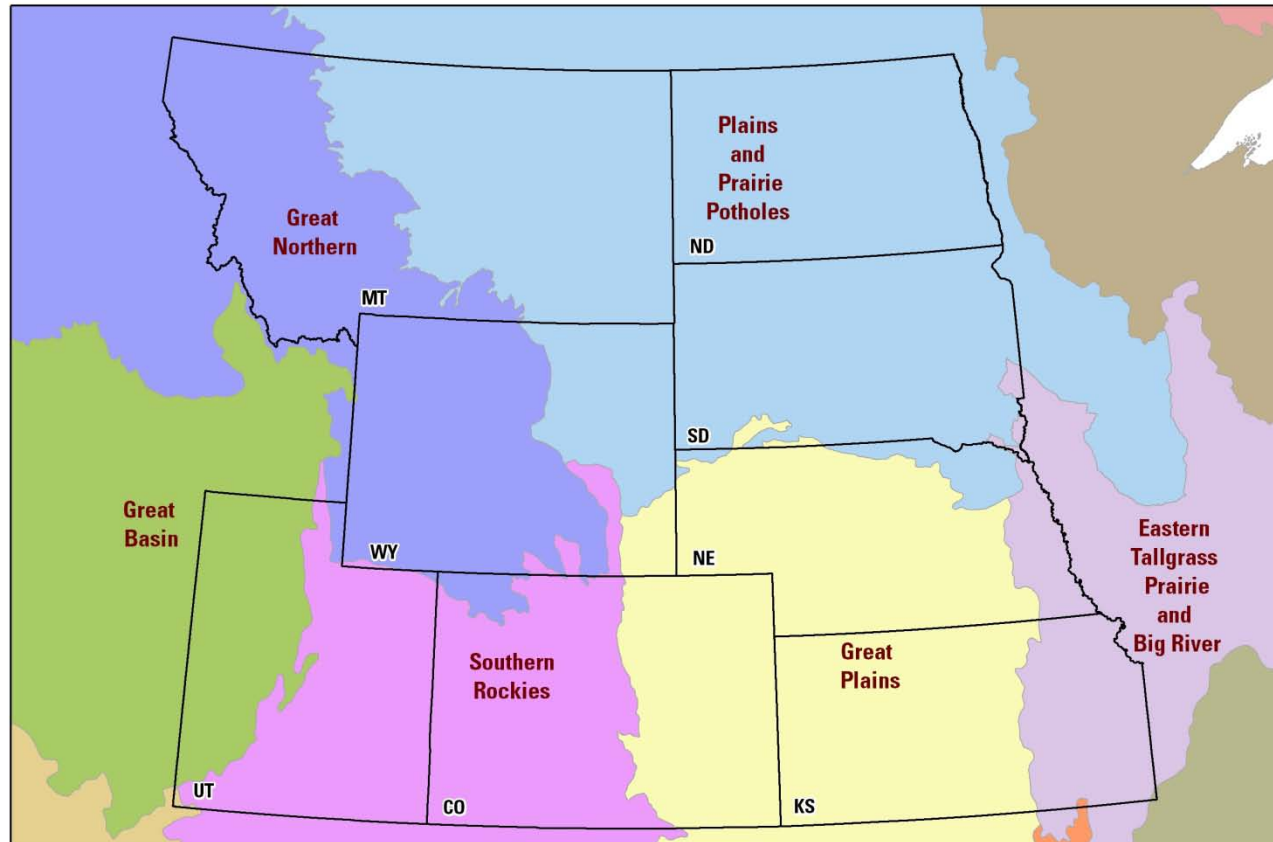 Plains
and
Prairie
Potholes
Great
Northern
ND
MT
SD
Great
Basin
WY
NE
Eastern
Tallgrass
Prairie
and
Big River
Southern
Rockies
Great
Plains
UT
CO
KS